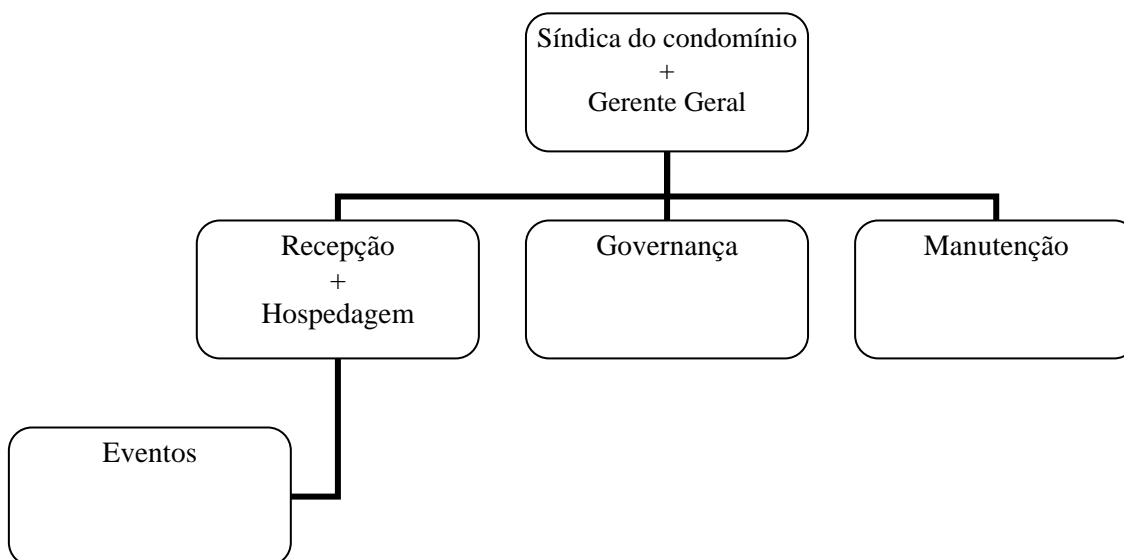 Síndica do condomínio
+
Gerente Geral
Recepção
+
Hospedagem
Governança
Manutenção
Eventos